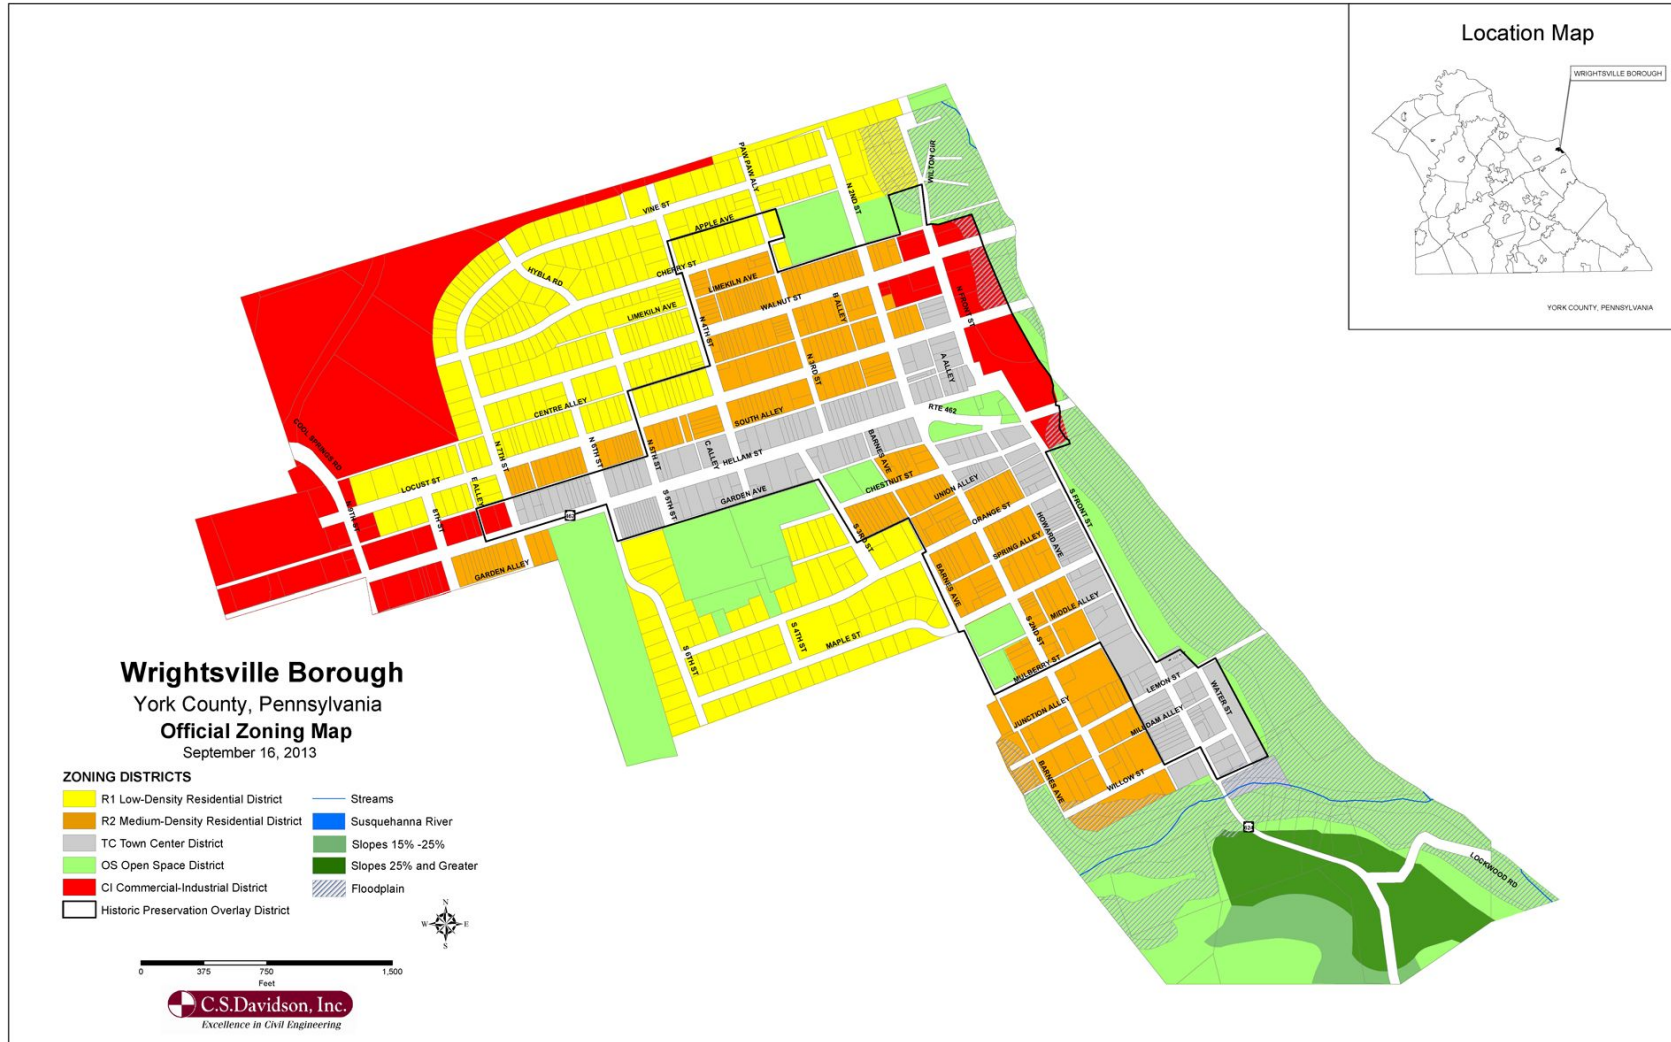 Location Map
WRIGHTSVILLE BOROUGH
YORK COUNTY, PENNSYLVANIA
PAW PAW ALY
WILTON CIR
N 2ND ST
VINE ST
APPLE AVE
HYBLA RD
CHERRY ST
LIMEKILN AVE
LIMEKILN AVE
WALNUT ST
B ALLEY
N FRONT ST
N 4TH ST
N 3RD ST
A ALLEY
CENTRE ALLEY
SOUTH ALLEY
RTE 462
COOL SPRINGS RD
N 7TH ST
N 6TH ST
N 5TH ST
C ALLEY
HELLAM ST
BARNES AVE
LOCUST ST
E ALLEY
CHESTNUT ST
UNION ALLEY
GARDEN AVE
S 5TH ST
N 9TH ST
8TH ST
462
ORANGE ST
HOWARD AVE
S FRONT ST
S 3RD ST
SPRING ALLEY
GARDEN ALLEY
BARNES AVE
MIDDLE ALLEY
S 2ND ST
S 4TH ST
MAPLE ST
S 6TH ST
MULBERRY ST
LEMON ST
WATER ST
JUNCTION ALLEY
MILLDAM ALLEY
BARNES AVE
WILLOW ST
624
LOCKWOOD RD
Wrightsville Borough
York County, Pennsylvania
Official Zoning Map
September 16, 2013
ZONING DISTRICTS
R1 Low-Density Residential District
R2 Medium-Density Residential District
TC Town Center District
OS Open Space District
CI Commercial-Industrial District
Historic Preservation Overlay District
Streams
Susquehanna River
Slopes 15% -25%
Slopes 25% and Greater
Floodplain
N
W E
S
0 375 750 1,500
Feet
C.S.Davidson, Inc.
Excellence in Civil Engineering